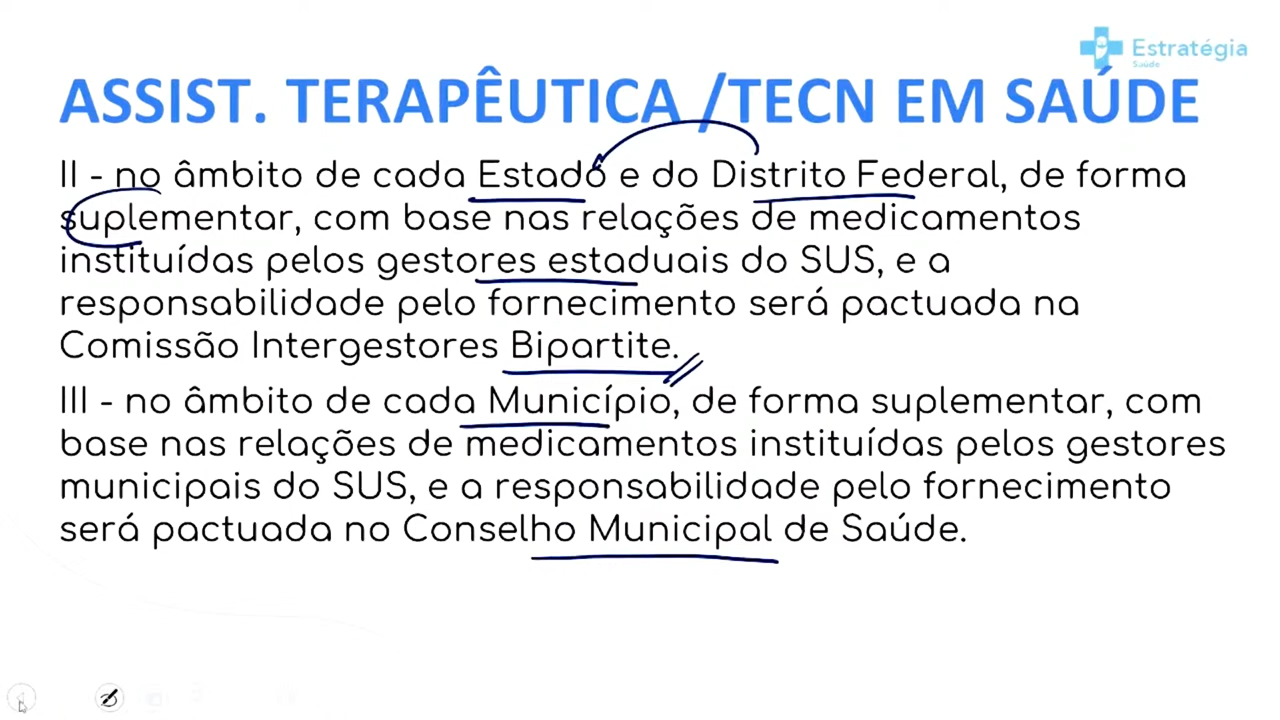 Estratégia
Saúde
ASSIST. TERAPÊUTICA /TECN EM SAÚDE
II - no âmbito de cada Estado e do Distrito Federal, de forma
suplementar, com base nas relações de medicamentos
instituídas pelos gestores estaduais do SUS, e a
responsabilidade pelo fornecimento será pactuada na
Comissão Intergestores Bipartite.
III - no âmbito de cada Município, de forma suplementar, com
base nas relações de medicamentos instituídas pelos gestores
municipais do SUS, e a responsabilidade pelo fornecimento
será pactuada no Conselho Municipal de Saúde.